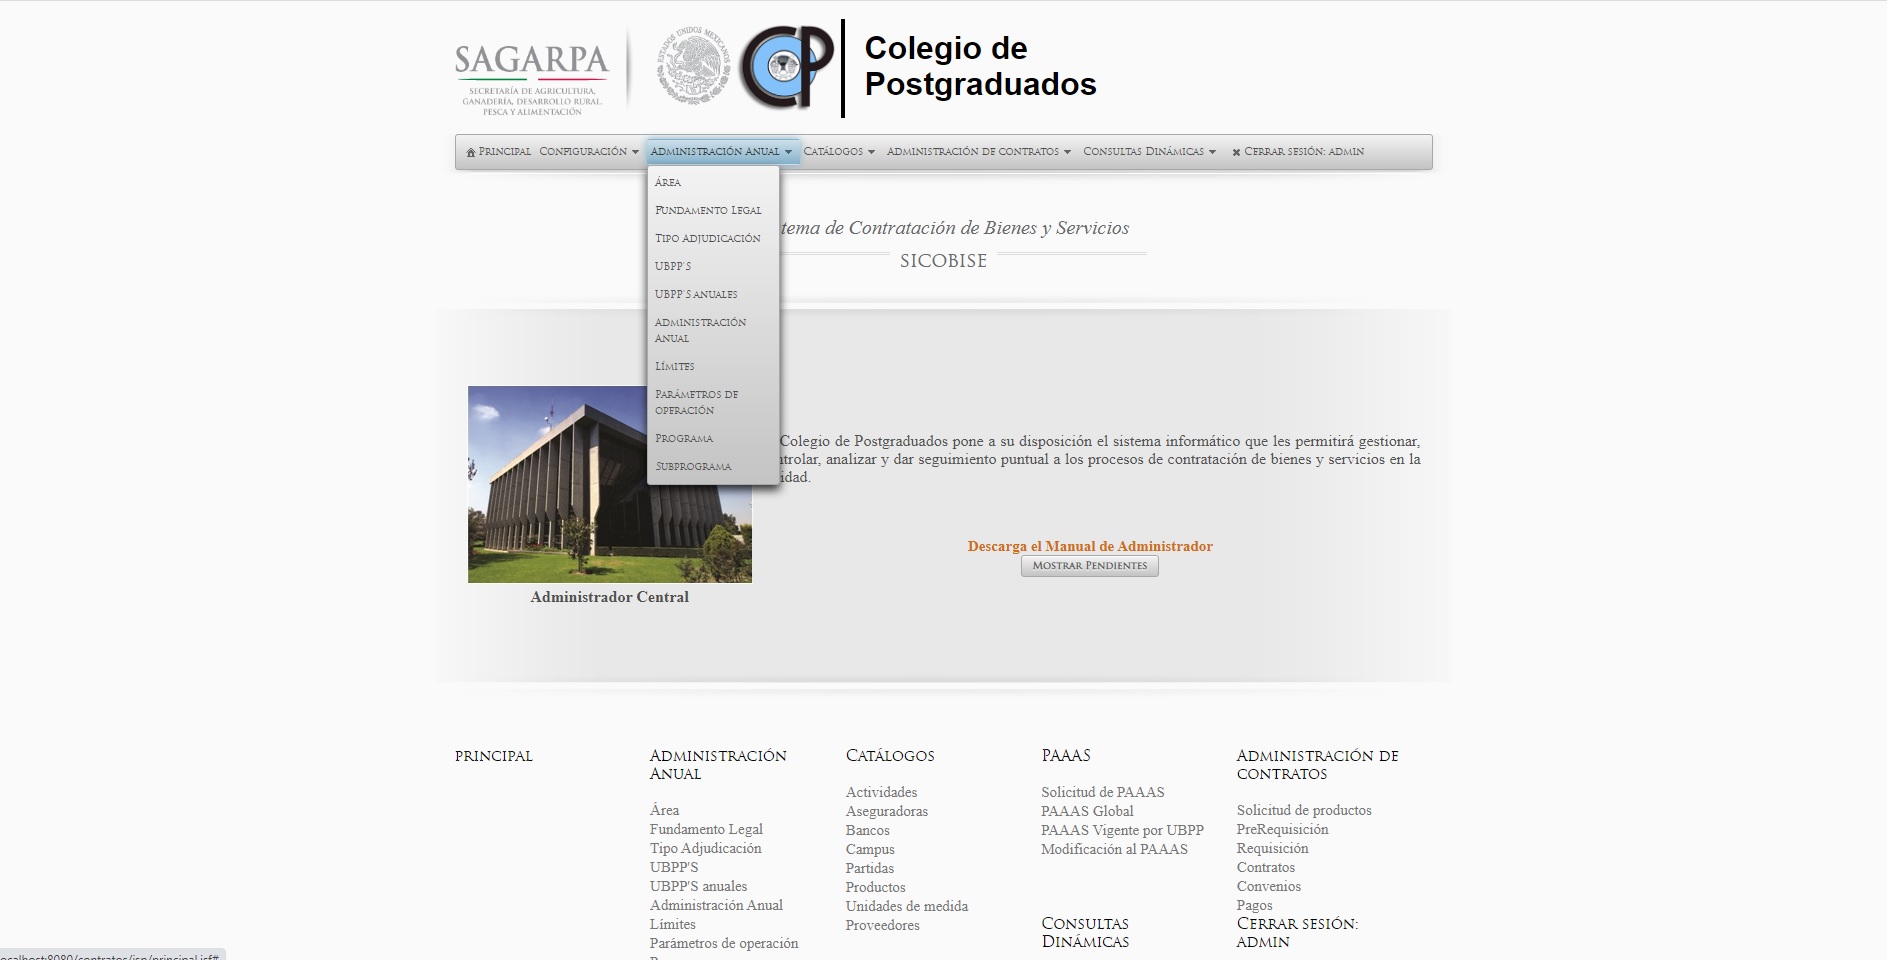 SAGARPA
SECRETARÍA DE AGRICULTURA,
GANADERÍA, DESARROLLO RURAL,
PESCA Y ALIMENTACIÓN
ESTADOS UNIDOS MEXICANOS
CP
Colegio de
Postgraduados
Principal Configuración Administración Anual Catálogos Administración de contratos Consultas Dinámicas Cerrar sesión: admin
Área
Fundamento Legal
Tipo Adjudicación
UBPP'S
UBPP'S anuales
Administración
Anual
Límites
Parámetros de
operación
Programa
Subprograma
tema de Contratación de Bienes y Servicios
SICOBISE
Colegio de Postgraduados pone a su disposición el sistema informático que les permitirá gestionar,
trolar, analizar y dar seguimiento puntual a los procesos de contratación de bienes y servicios en la
idad.
Descarga el Manual de Administrador
Mostrar Pendientes
Administrador Central
principal
Administración
Anual
Área
Fundamento Legal
Tipo Adjudicación
UBPP'S
UBPP'S anuales
Administración Anual
Límites
Parámetros de operación
Catálogos
Actividades
Aseguradoras
Bancos
Campus
Partidas
Productos
Unidades de medida
Proveedores
PAAAS
Solicitud de PAAAS
PAAAS Global
PAAAS Vigente por UBPP
Modificación al PAAAS
Consultas
Dinámicas
Administración de
contratos
Solicitud de productos
PreRequisición
Requisición
Contratos
Convenios
Pagos
Cerrar sesión:
admin
ocalhost:8080/contratos/jsp/principal.jsf#